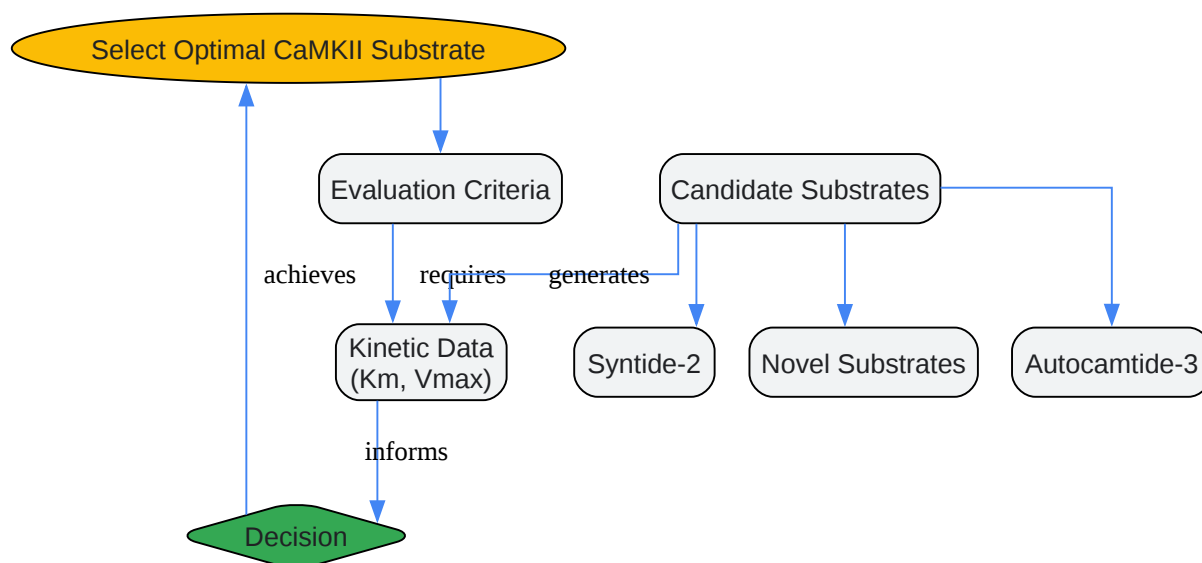 Select Optimal CaMKII Substrate
Evaluation Criteria
Candidate Substrates
achieves
requires
generates
Kinetic Data
(Km, Vmax)
Syntide-2
Novel Substrates
Autocamtide-3
informs
Decision